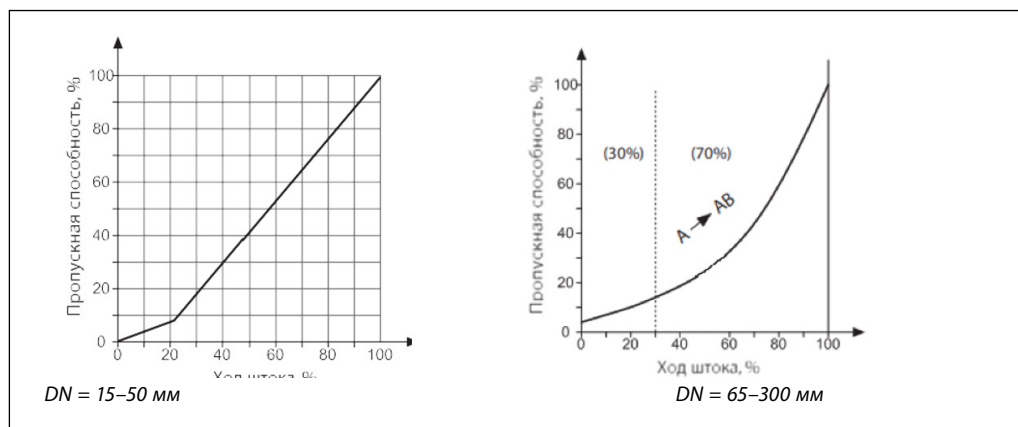 Пропускная способность, %
100
80
60
40
20
0
0 20 40 60 80 100
Ход штока, %
DN = 15–50 мм
Пропускная способность, %
100
80
60
40
20
0
(30%) (70%)
A AB
0 20 40 60 80 100
Ход штока, %
DN = 65–300 мм